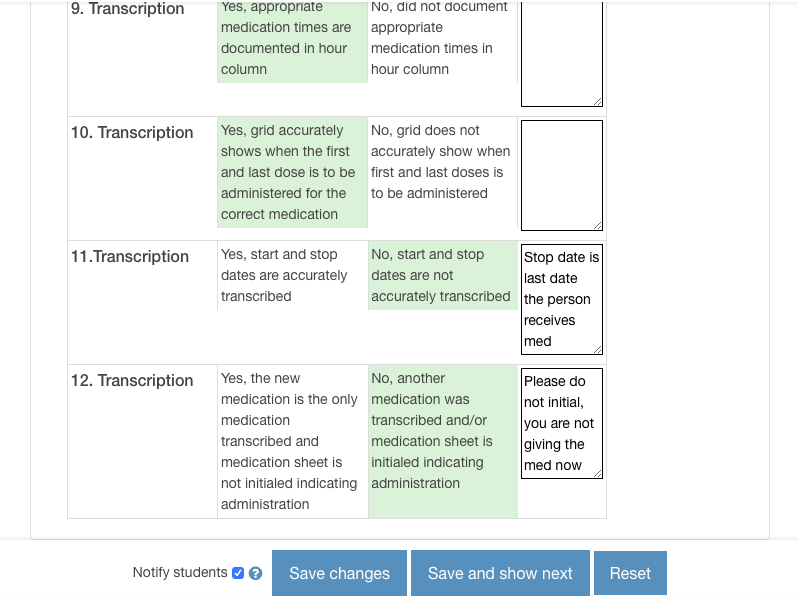 9. Transcription
Yes, appropriate
medication times are
documented in hour
column
No, did not document
appropriate
medication times in
hour column
10. Transcription
Yes, grid accurately
shows when the first
and last dose is to be
administered for the
correct medication
No, grid does not
accurately show when
first and last doses is
to be administered
11.Transcription
Yes, start and stop
dates are accurately
transcribed
No, start and stop
dates are not
accurately transcribed
Stop date is
last date
the person
receives
med
12. Transcription
Yes, the new
medication is the only
medication
transcribed and
medication sheet is
not initialed indicating
administration
No, another
medication was
transcribed and/or
medication sheet is
initialed indicating
administration
Please do
not initial,
you are not
giving the
med now
Notify students ?
Save changes
Save and show next
Reset